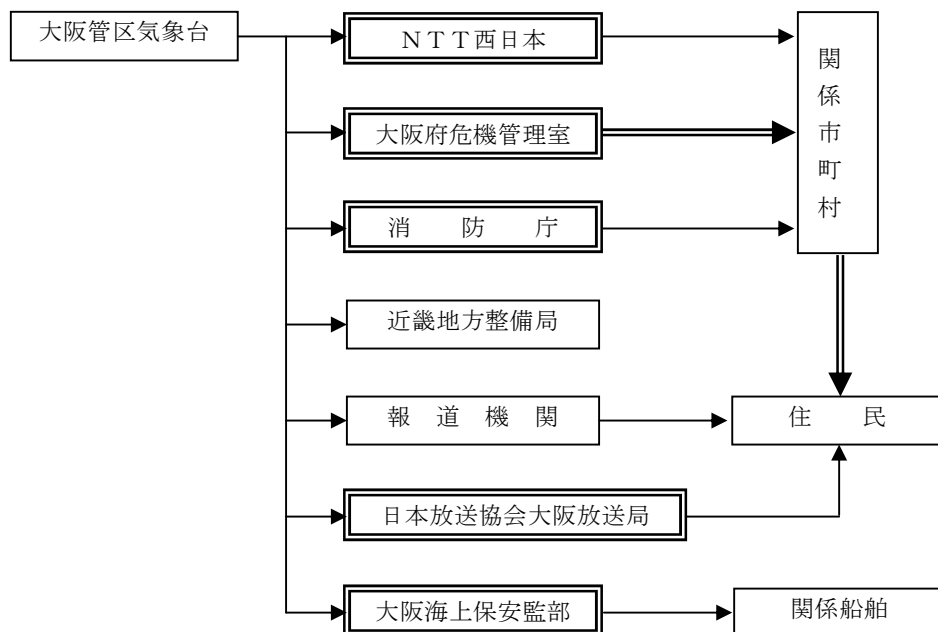 大阪管区気象台
ＮＴＴ西日本
関係市町村
大阪府危機管理室
消　　防　　庁
近畿地方整備局
報　道　機　関
住　　民
日本放送協会大阪放送局
大阪海上保安監部
関係船舶